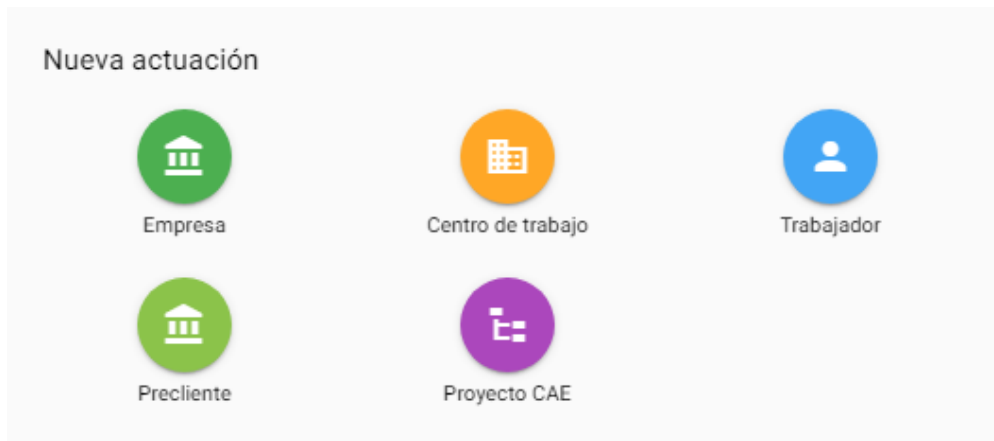 Nueva actuación
Empresa
Centro de trabajo
Trabajador
Precliente
Proyecto CAE